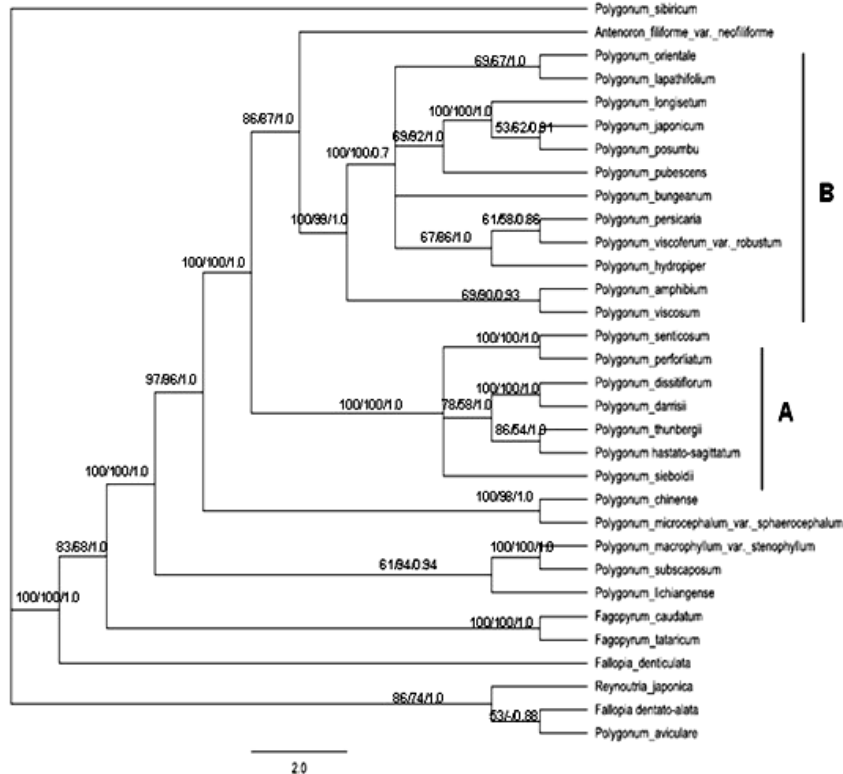 Polygonum_sibiricum
Antenoron_filiforme_var._neofiliforme
69/67/1.0
Polygonum_orientale
Polygonum_lapathifolium
100/100/1.0
Polygonum_longisetum
86/87/1.0
53/62/0.91
Polygonum_japonicum
69/92/1.0
Polygonum_posumbu
100/100/0.7
Polygonum_pubescens
B
Polygonum_bungeanum
100/99/1.0
61/58/0.86
Polygonum_persicaria
67/86/1.0
Polygonum_viscoferum_var._robustum
Polygonum_hydropiper
100/100/1.0
69/90/0.93
Polygonum_amphibium
Polygonum_viscosum
100/100/1.0
Polygonum_senticosum
Polygonum_perforliatum
97/96/1.0
100/100/1.0
Polygonum_dissitiflorum
100/100/1.0
78/58/1.0
Polygonum_darrisii
A
86/54/1.0
Polygonum_thunbergii
Polygonum hastato-sagittatum
100/100/1.0
Polygonum_sieboldii
100/98/1.0
Polygonum_chinense
Polygonum_microcephalum_var._sphaerocephalum
83/68/1.0
100/100/1.0
Polygonum_macrophyllum_var._stenophyllum
61/94/0.94
Polygonum_subscaposum
Polygonum_lichiangense
100/100/1.0
100/100/1.0
Fagopyrum_caudatum
Fagopyrum_tataricum
Fallopia_denticulata
86/74/1.0
Reynoutria_japonica
53/-/0.88
Fallopia dentato-alata
Polygonum_aviculare
2.0